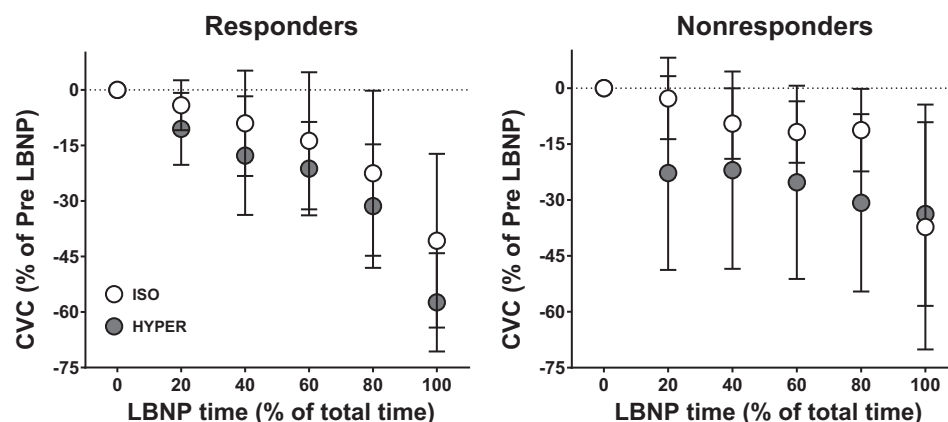 Responders
CVC (% of Pre LBNP)
0
-15
-30
-45
-60
-75
ISO
HYPER
0 20 40 60 80 100
LBNP time (% of total time)
Nonresponders
CVC (% of Pre LBNP)
0
-15
-30
-45
-60
-75
0 20 40 60 80 100
LBNP time (% of total time)